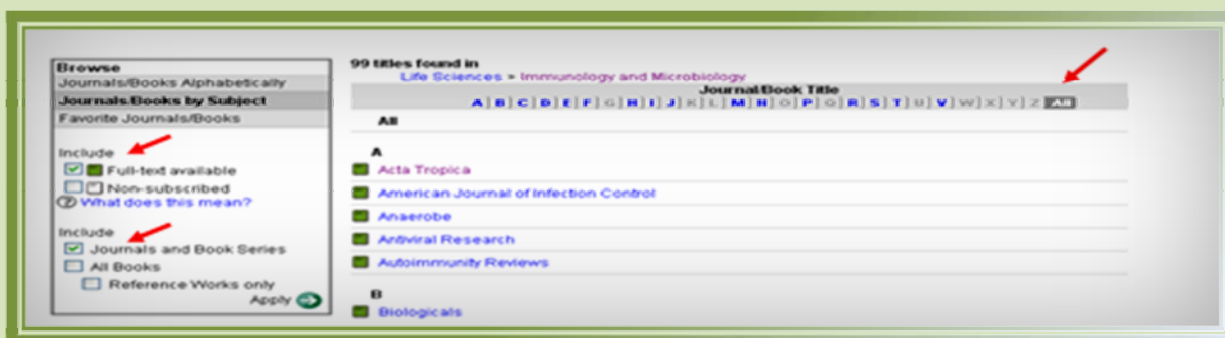 Browse
Journals/Books Alphabetically
Journals/Books by Subject
Favorite Journals/Books
Include
Full-text available
Non-subscribed
What does this mean?
Include
Journals and Book Series
All Books
Reference Works only
Apply
99 titles found in
Life Sciences > Immunology and Microbiology
Journal/Book Title
A | B | C | D | E | F | G | H | I | J | K | L | M | N | O | P | Q | R | S | T | U | V | W | X | Y | Z | All
All
A
Acta Tropica
American Journal of Infection Control
Anaerobe
Antiviral Research
Autoimmunity Reviews
B
Biologicals